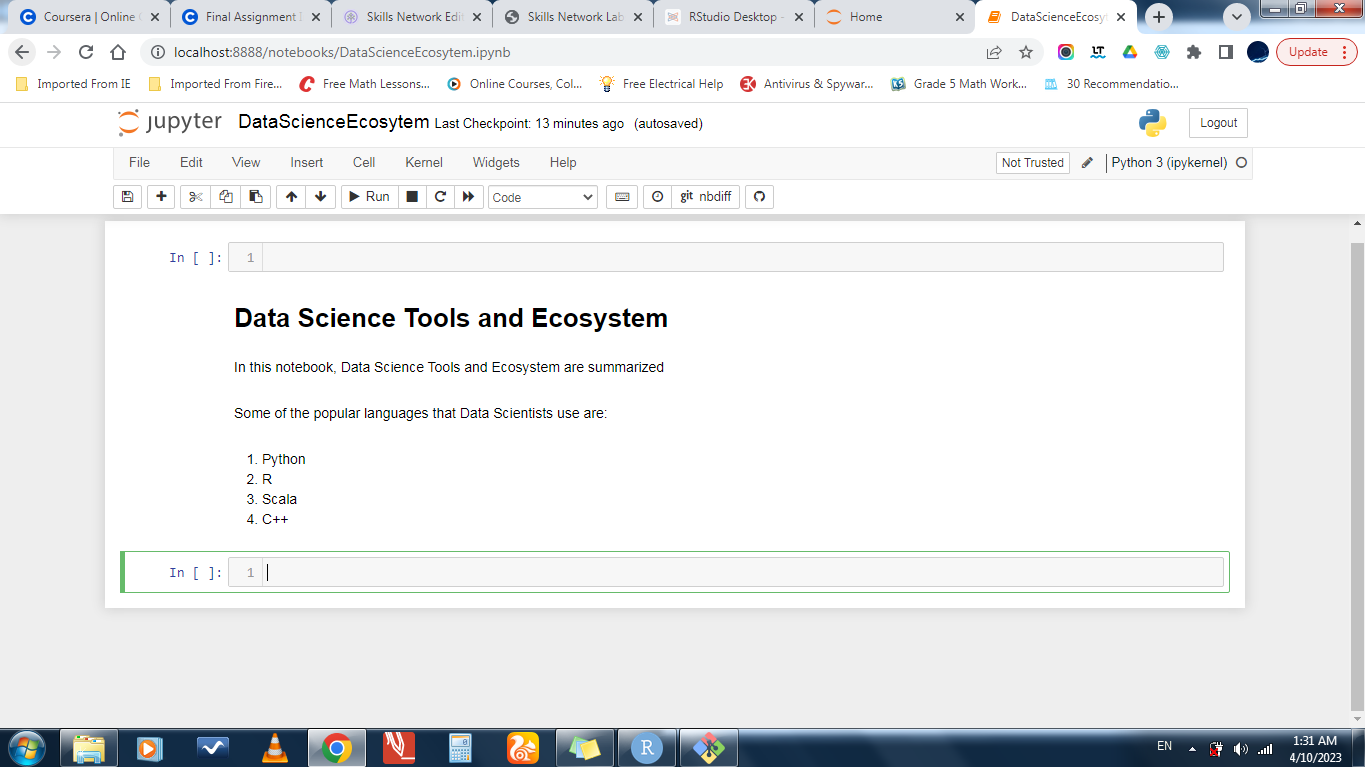 Coursera | Online
Final Assignment
Skills Network Edi
Skills Network Lab
RStudio Desktop -
Home
DataScienceEcosyt
localhost:8888/notebooks/DataScienceEcosytem.ipynb
LT
Update
Imported From IE
Imported From Fire...
Free Math Lessons...
Online Courses, Col...
Free Electrical Help
Antivirus & Spywar...
Grade 5 Math Work...
30 Recommendatio...
jupyter DataScienceEcosytem Last Checkpoint: 13 minutes ago (autosaved)
Logout
File Edit View Insert Cell Kernel Widgets Help
Not Trusted
Python 3 (ipykernel)
Run
Code
git nbdiff
In [ ]: 1
Data Science Tools and Ecosystem
In this notebook, Data Science Tools and Ecosystem are summarized
Some of the popular languages that Data Scientists use are:
1. Python
2. R
3. Scala
4. C++
In [ ]: 1
R
EN
1:31 AM
4/10/2023